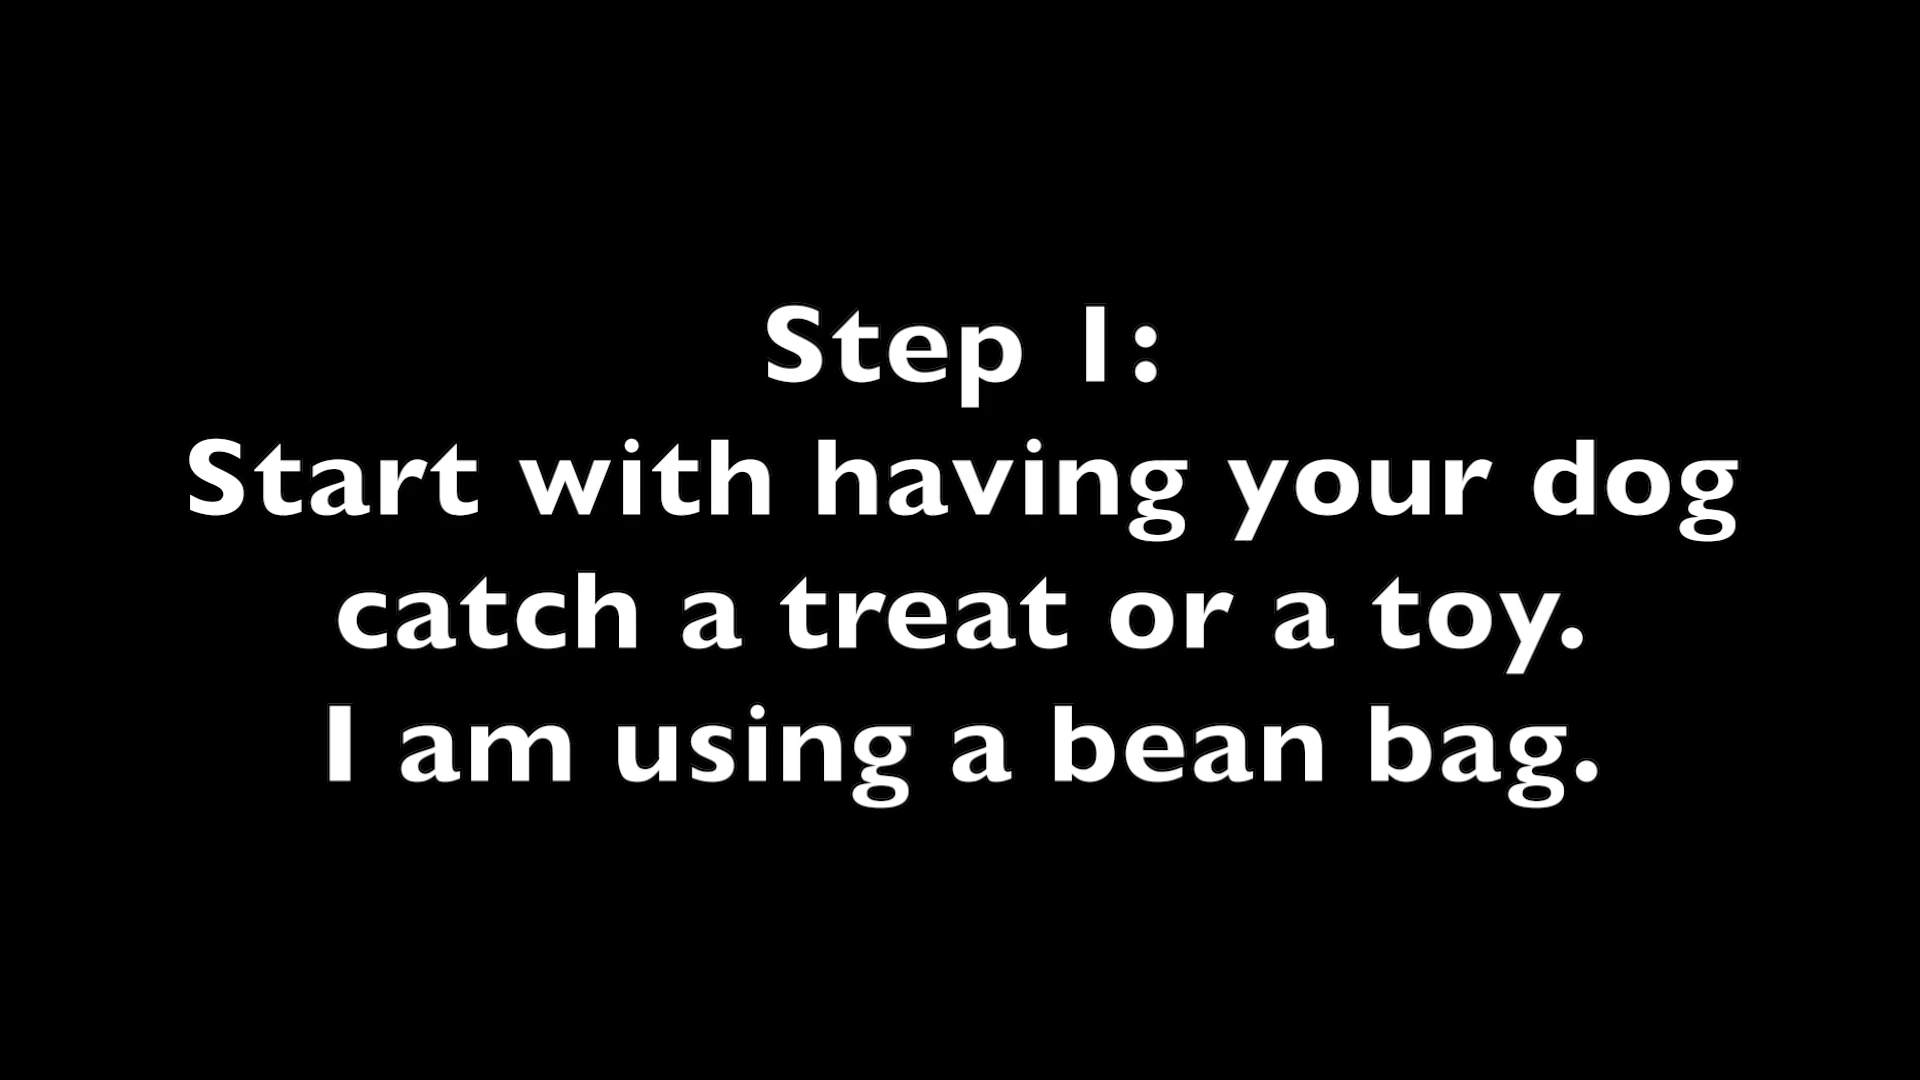 Step 1:
Start with having your dog
catch a treat or a toy.
I am using a bean bag.